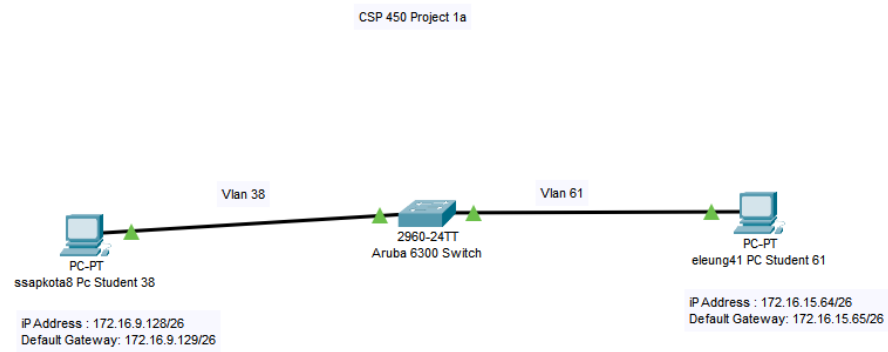 CSP 450 Project 1a
Vlan 38
Vlan 61
2960-24TT
Aruba 6300 Switch
PC-PT
ssapkota8 Pc Student 38
PC-PT
eleung41 PC Student 61
iP Address : 172.16.9.128/26
Default Gateway: 172.16.9.129/26
iP Address : 172.16.15.64/26
Default Gateway: 172.16.15.65/26